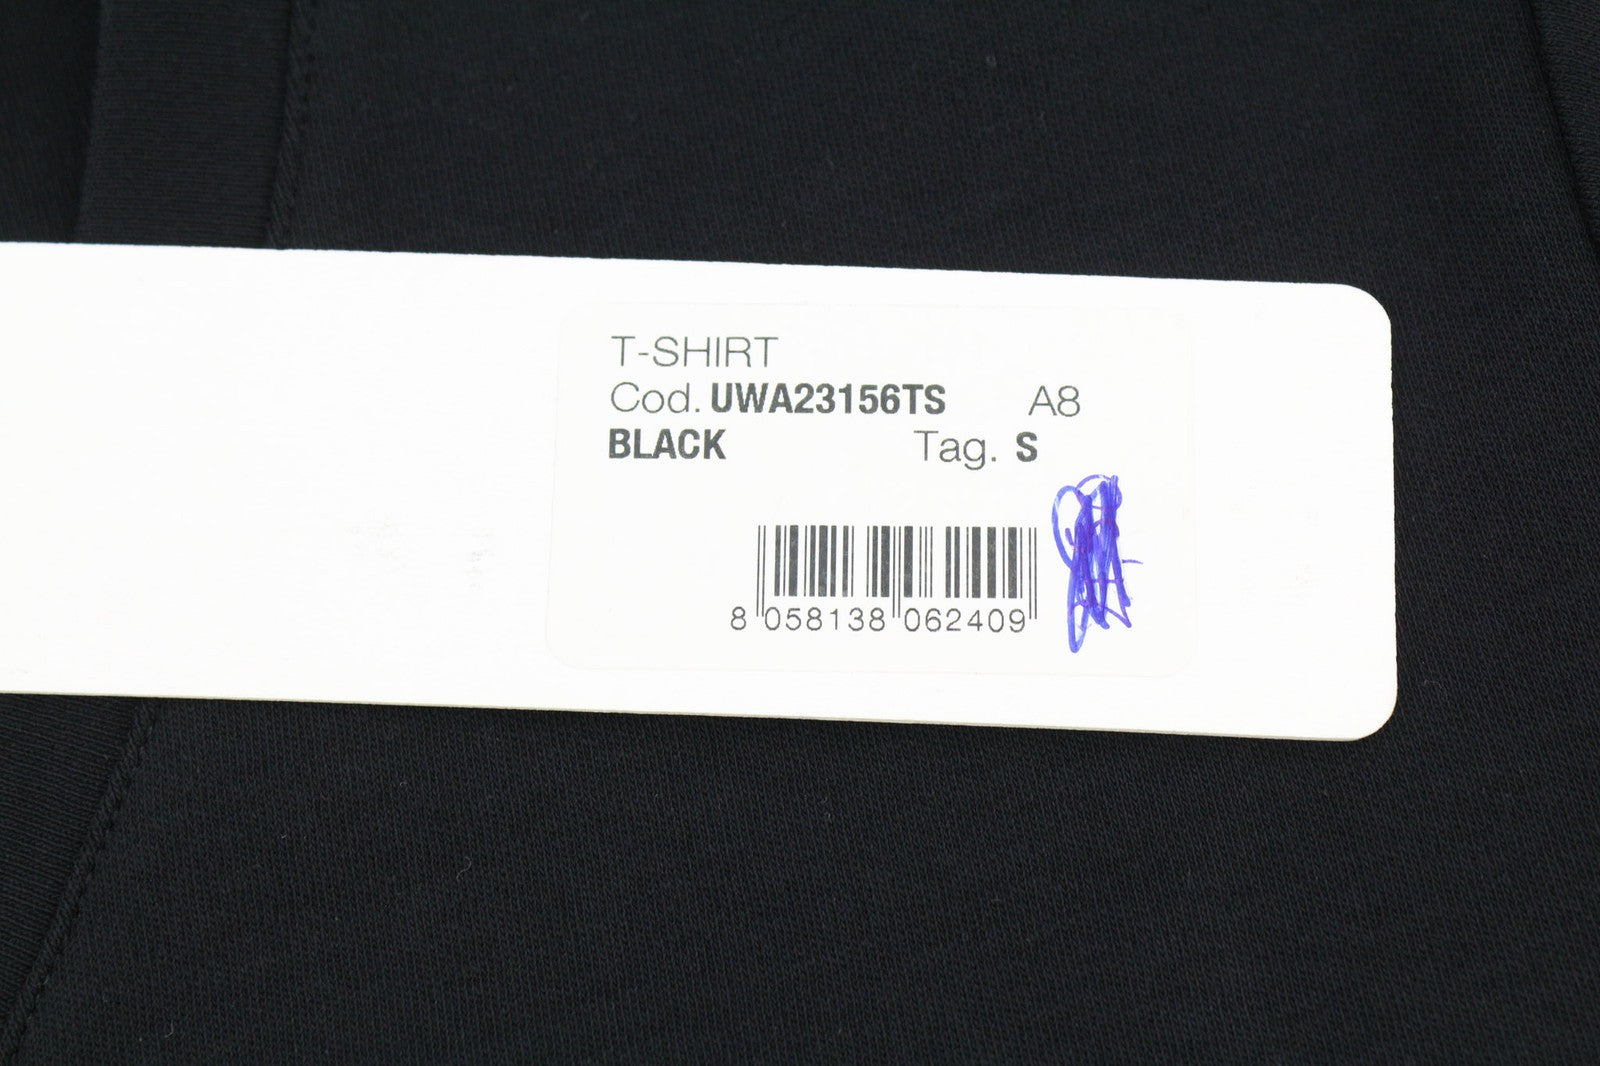 T-SHIRT
Cod. UWA23156TS A8
BLACK Tag. S
8 058138 062409